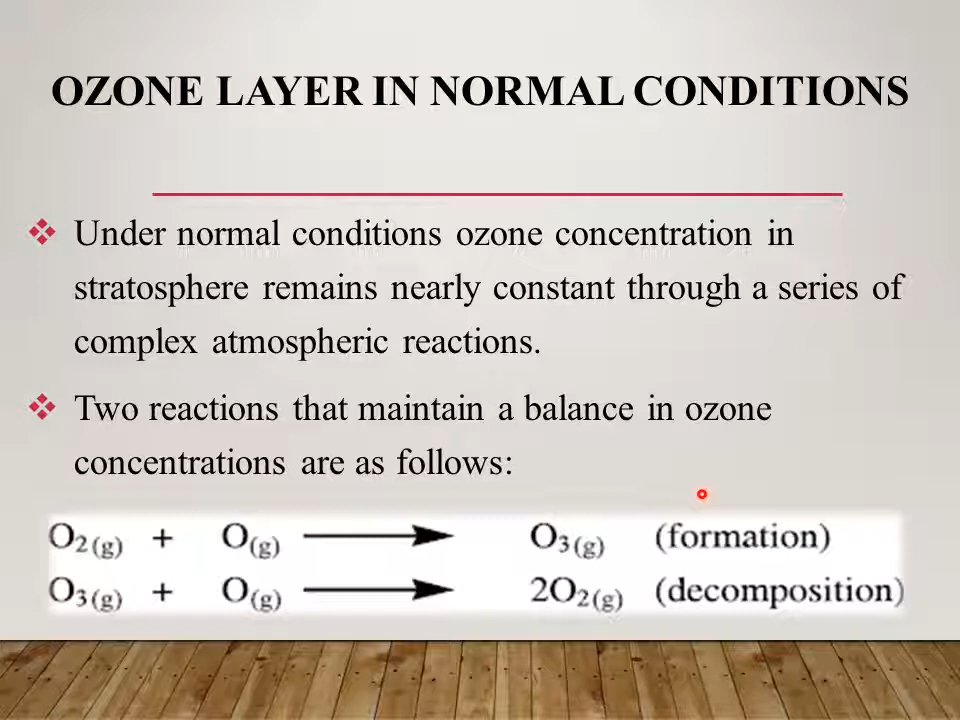 OZONE LAYER IN NORMAL CONDITIONS
❖ Under normal conditions ozone concentration in
stratosphere remains nearly constant through a series of
complex atmospheric reactions.
❖ Two reactions that maintain a balance in ozone
concentrations are as follows:
O₂(g) + O(g) ⟶ O₃(g) (formation)
O₃(g) + O(g) ⟶ 2O₂(g) (decomposition)